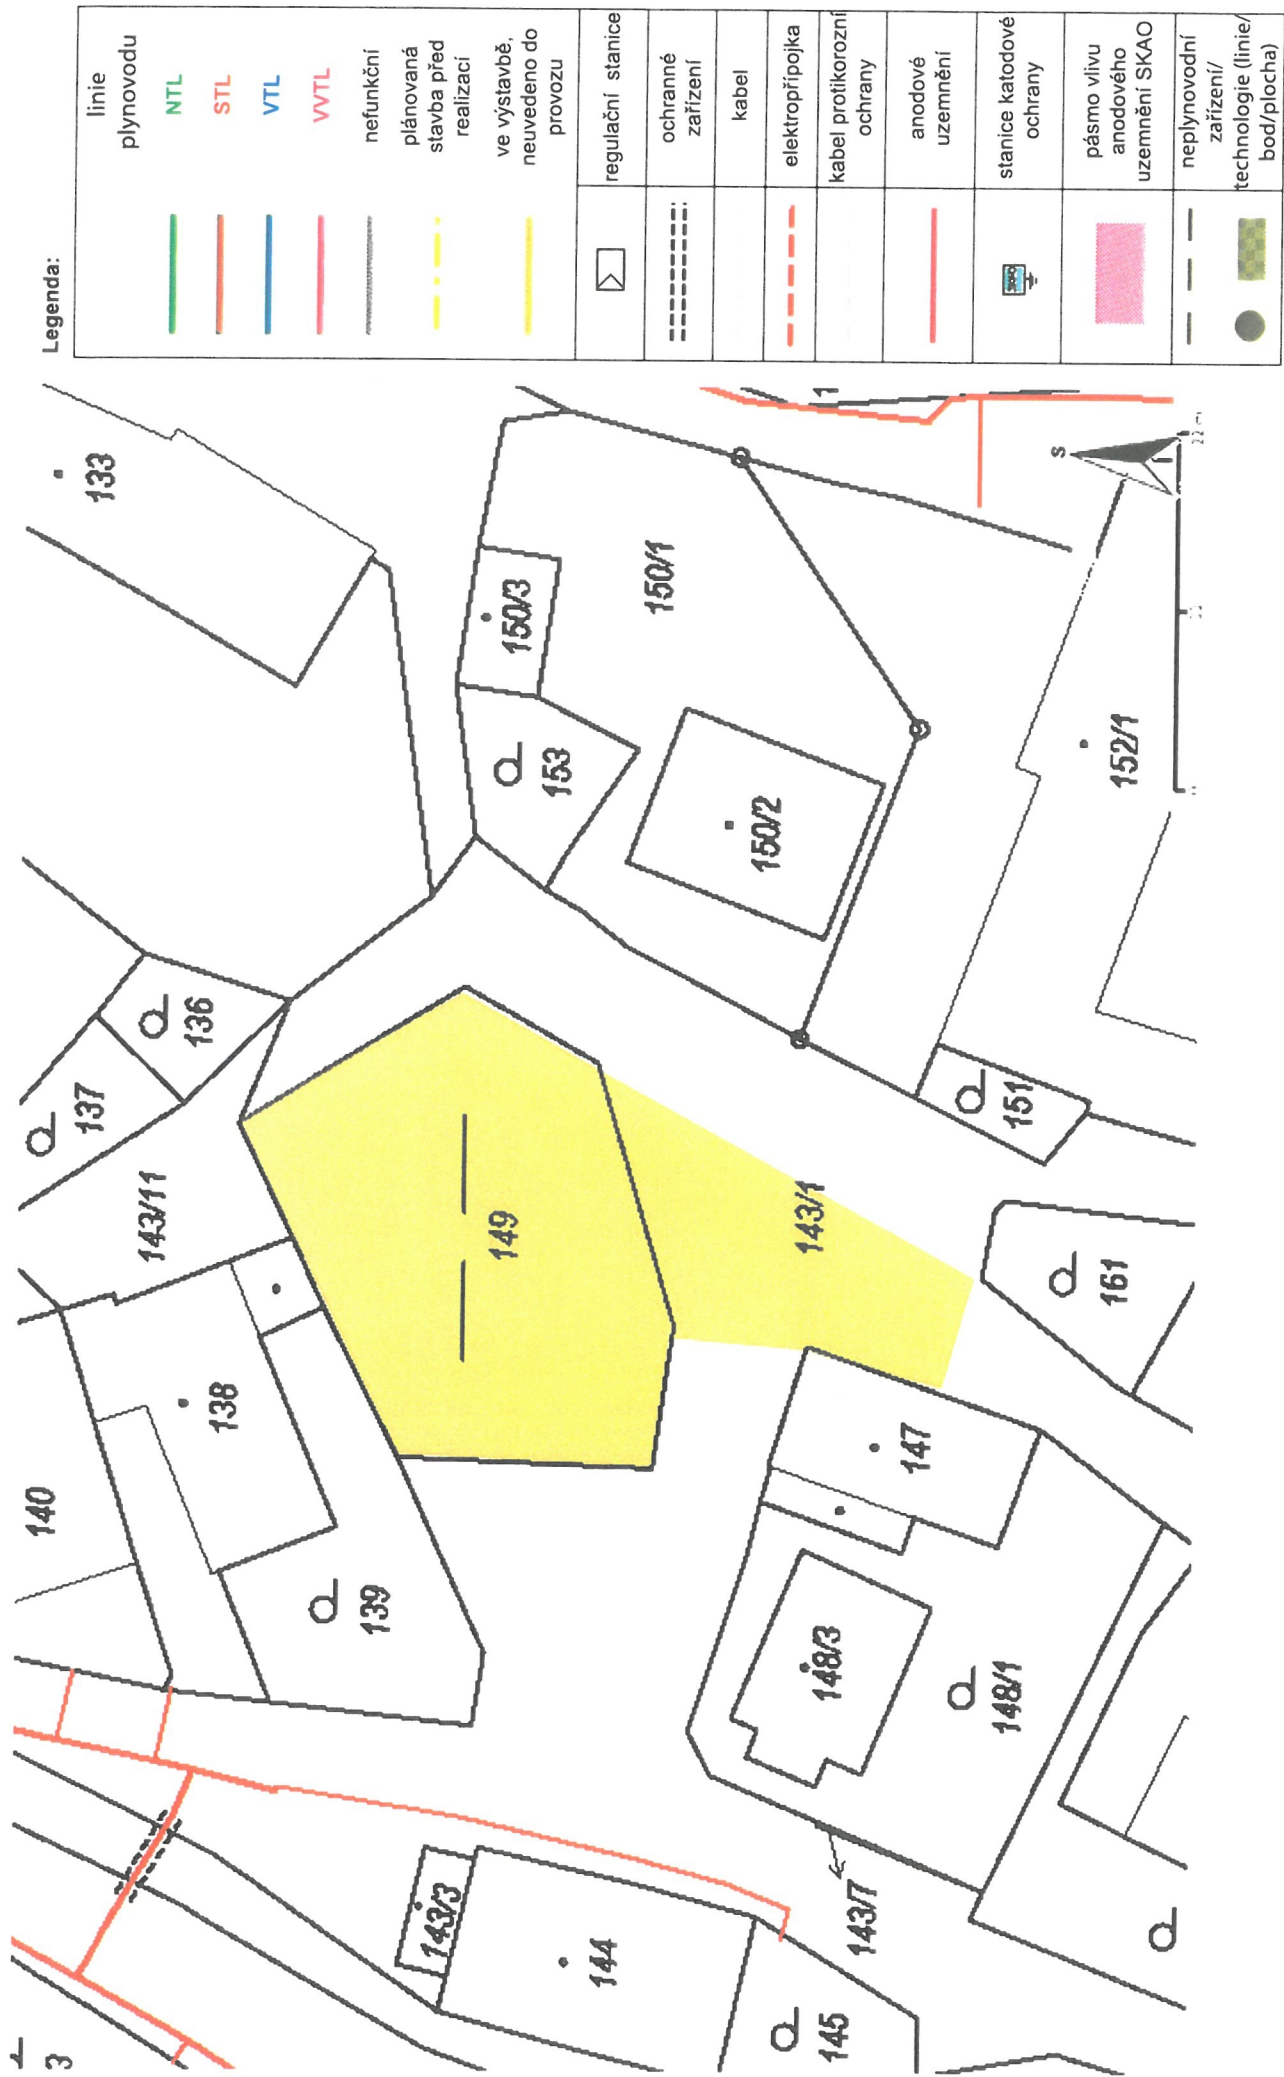 Legenda:
linie
plynovodu
NTL
STL
VTL
VVTL
nefunkční
plánovaná
stavba před
realizací
ve výstavbě,
neuvedeno do
provozu
regulační stanice
ochranné
zařízení
kabel
elektropřípojka
kabel protikorozní
ochrany
anodové
uzemnění
SKAO
stanice katodové
ochrany
pásmo vlivu
anodového
uzemnění SKAO
neplynovodní
zařízení/
technologie (linie/
bod/plocha)
3
140
137
136
133
143/11
138
139
149
153
150/3
150/1
150/2
143/3
144
145
143/7
148/3
148/1
147
143/1
161
151
152/1
1
S